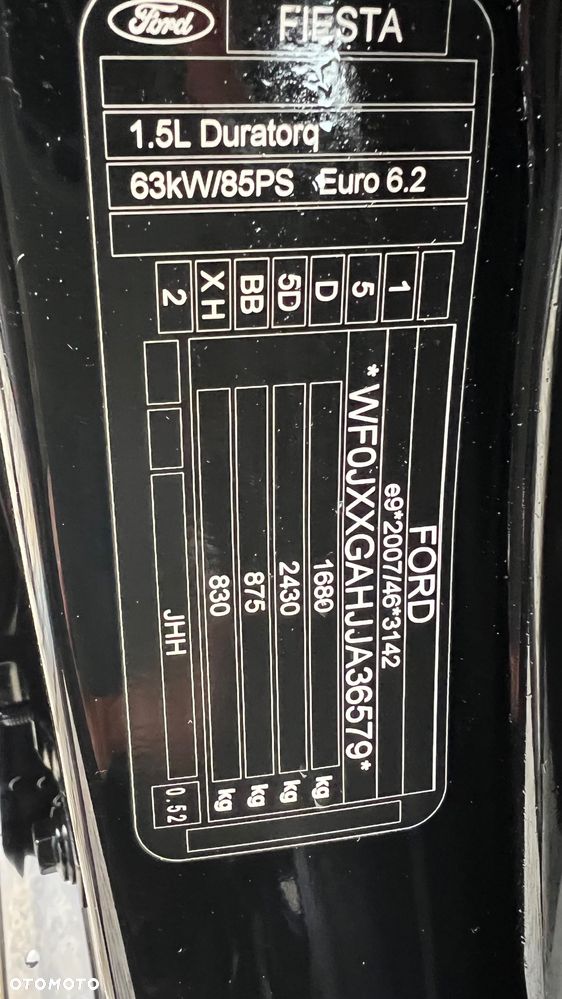 Ford
FIESTA
1.5L Duratorq
63kW/85PS Euro 6.2
1
5
D
5D
BB
X H
2
FORD
e9*2007/46*3142
*WF0JXXGAHJJA36579*
1680 kg
2430 kg
875 kg
830 kg
JHH
0.52
OTOMOTO